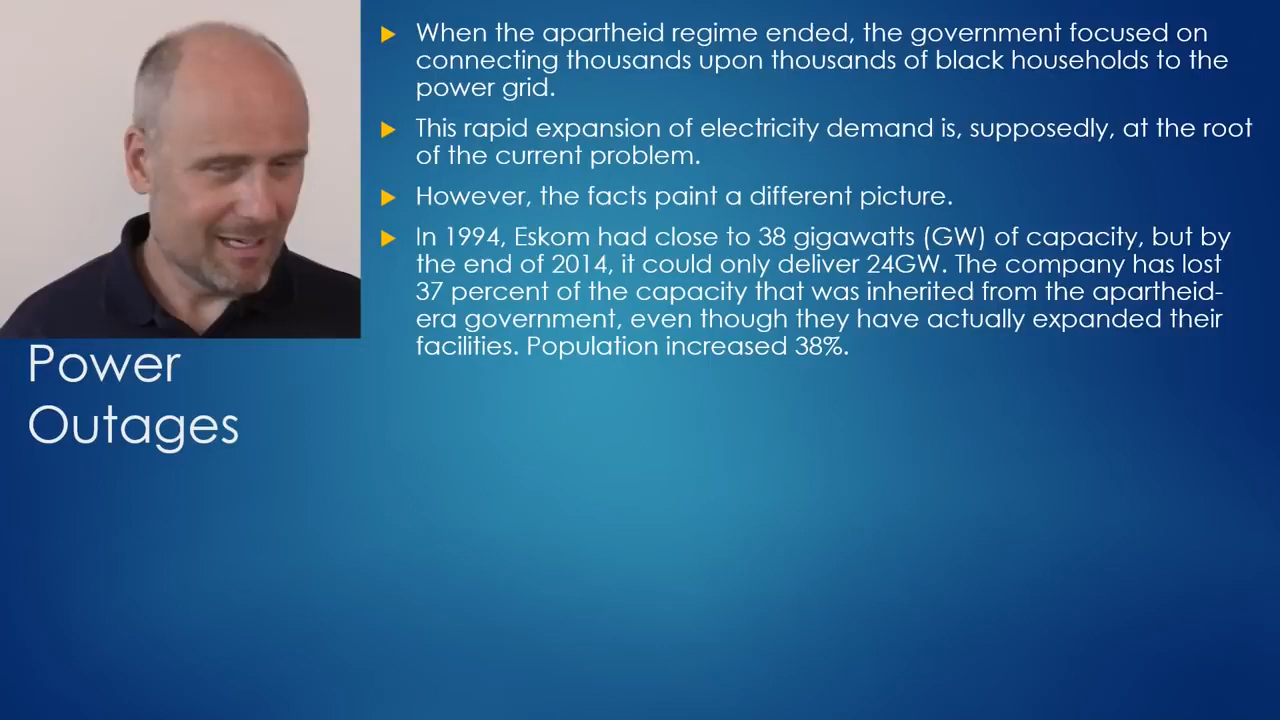 When the apartheid regime ended, the government focused on
connecting thousands upon thousands of black households to the
power grid.
This rapid expansion of electricity demand is, supposedly, at the root
of the current problem.
However, the facts paint a different picture.
In 1994, Eskom had close to 38 gigawatts (GW) of capacity, but by
the end of 2014, it could only deliver 24GW. The company has lost
37 percent of the capacity that was inherited from the apartheid-
era government, even though they have actually expanded their
facilities. Population increased 38%.
Power
Outages